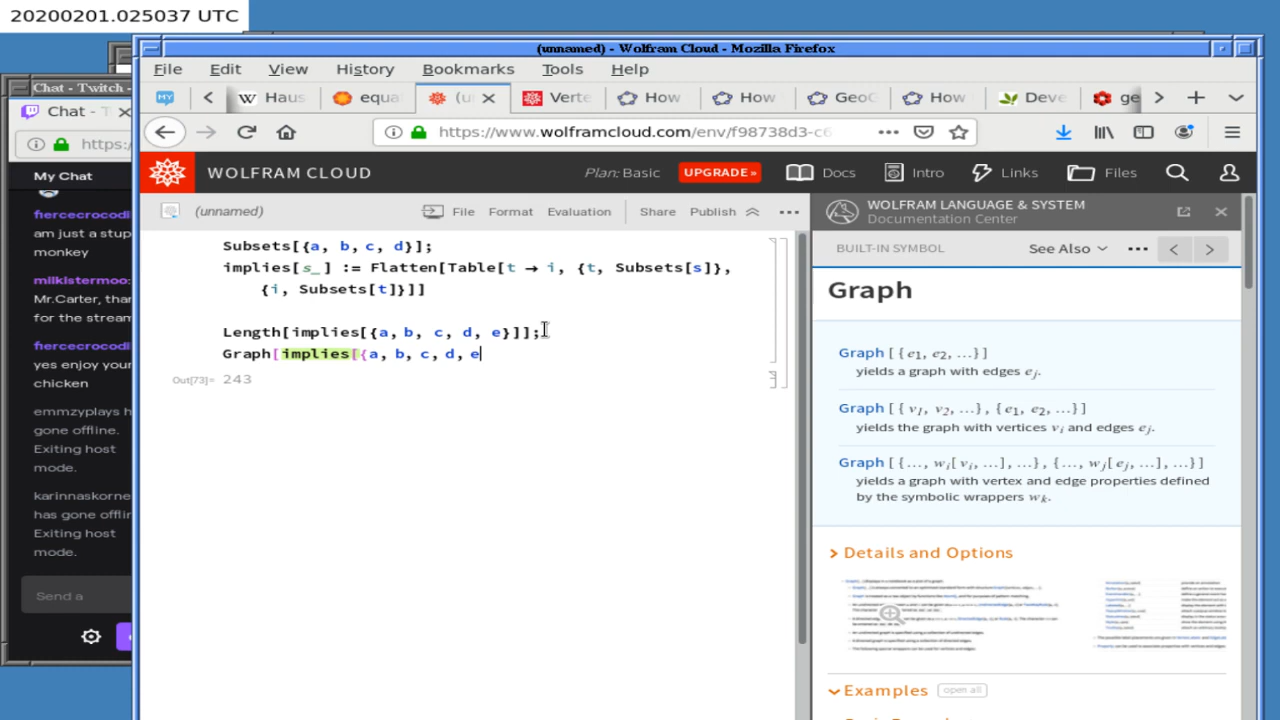 20200201.025037 UTC
(unnamed) - Wolfram Cloud - Mozilla Firefox
File Edit View History Bookmarks Tools Help
Chat - Twitch -
Chat - T
W Haus
equa
(u
Verte
How
How
GeoG
How
Deve
ge
https:/
https://www.wolframcloud.com/env/f98738d3-c6
My Chat
WOLFRAM CLOUD
Plan: Basic
UPGRADE »
Docs
Intro
Links
Files
(unnamed)
File Format Evaluation Share Publish
WOLFRAM LANGUAGE & SYSTEM
Documentation Center
fiercecrocodi
am just a stup
monkey
milkistermoo:
Mr.Carter, than
for the stream
fiercecrocodi
yes enjoy your
chicken
emmzyplays h
gone offline.
Exiting host
mode.
karinnaskorne
has gone offlin
Exiting host
mode.
Send a
Subsets[{a, b, c, d}];
implies[s_] := Flatten[Table[t → i, {t, Subsets[s]},
{i, Subsets[t]}]]
Length[implies[{a, b, c, d, e}]];
Graph[implies[{a, b, c, d, e
Out[73]= 243
BUILT-IN SYMBOL
See Also
Graph
Graph [ { e1, e2, …} ]
yields a graph with edges ej.
Graph [ { v1, v2, …} , { e1, e2, …} ]
yields the graph with vertices vi and edges ej.
Graph [ {…, wi[ vi, …] , …} , {…, wj[ ej, …] , …} ]
yields a graph with vertex and edge properties defined
by the symbolic wrappers wk.
Details and Options
Examples open all